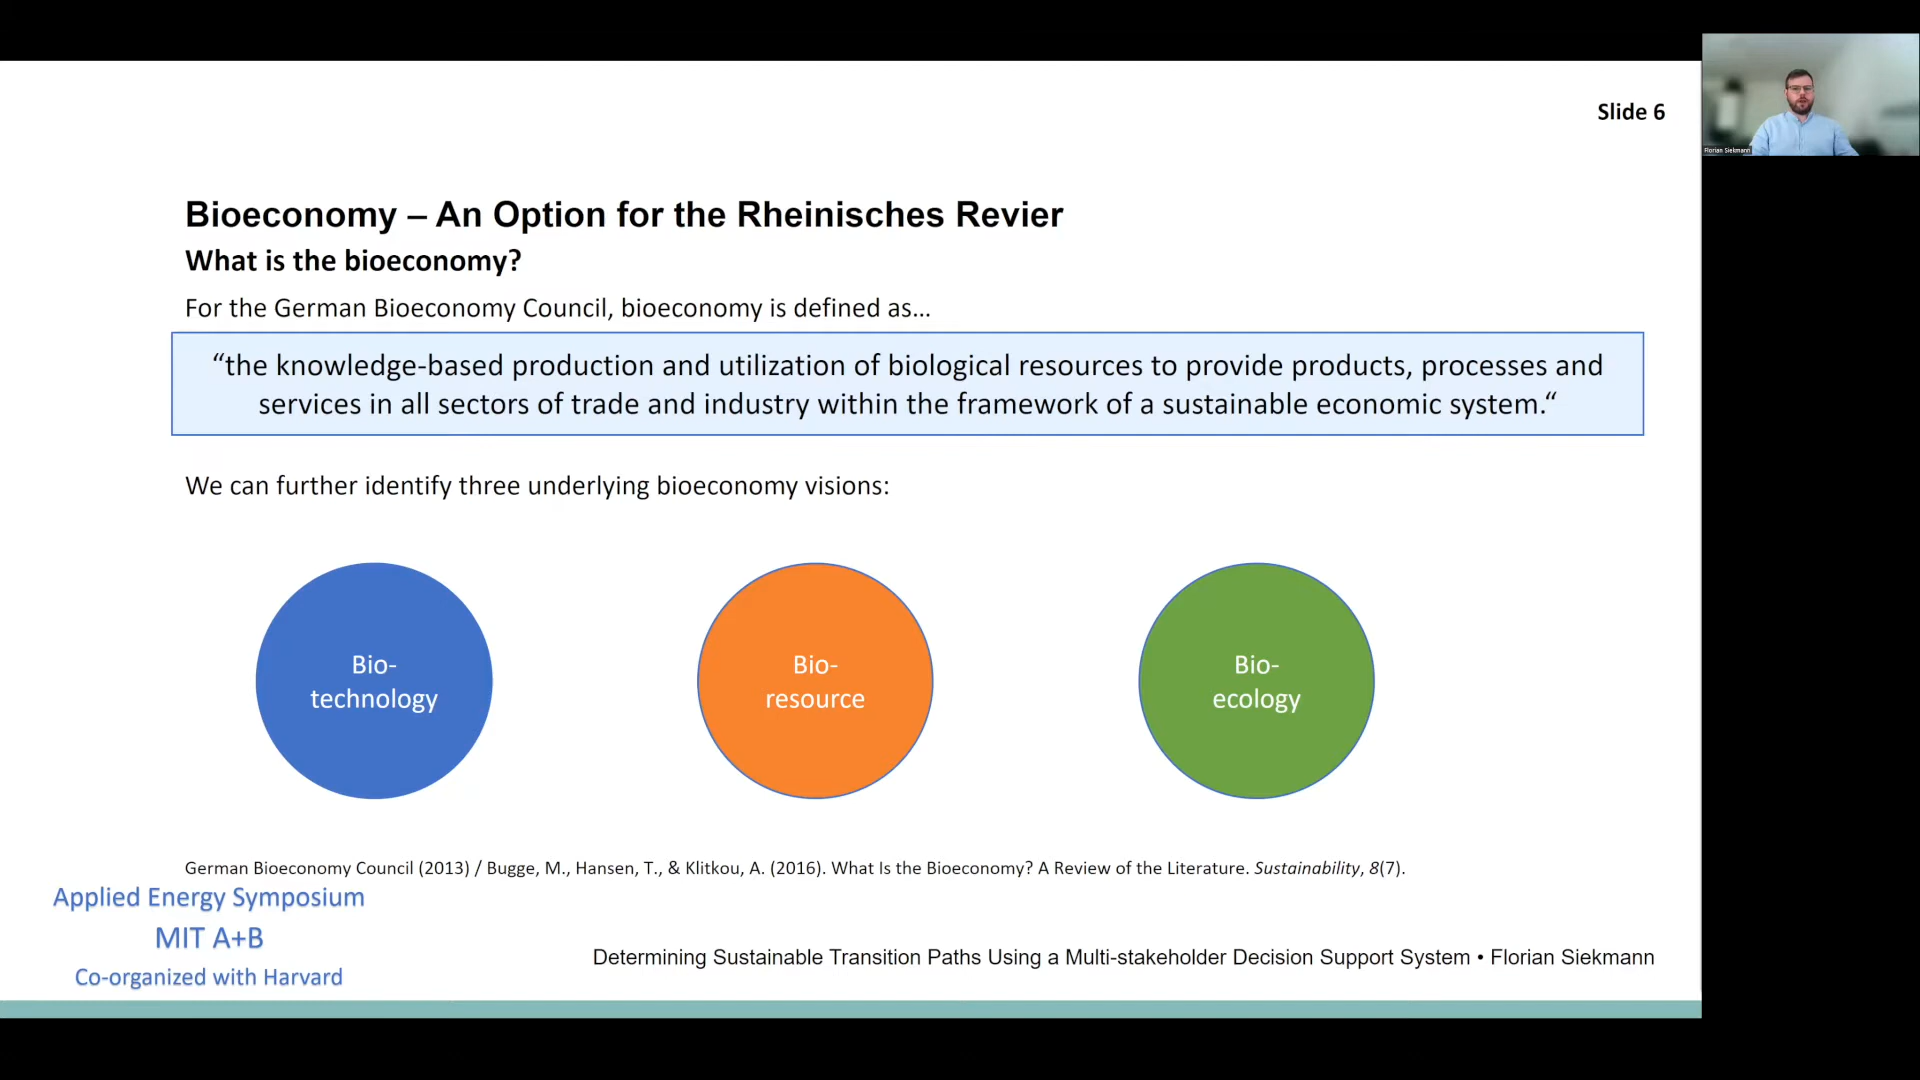 Slide 6
Florian Siekmann
Bioeconomy – An Option for the Rheinisches Revier
What is the bioeconomy?
For the German Bioeconomy Council, bioeconomy is defined as…
“the knowledge-based production and utilization of biological resources to provide products, processes and
services in all sectors of trade and industry within the framework of a sustainable economic system.“
We can further identify three underlying bioeconomy visions:
Bio-
technology
Bio-
resource
Bio-
ecology
German Bioeconomy Council (2013) / Bugge, M., Hansen, T., & Klitkou, A. (2016). What Is the Bioeconomy? A Review of the Literature. Sustainability, 8(7).
Applied Energy Symposium
MIT A+B
Co-organized with Harvard
Determining Sustainable Transition Paths Using a Multi-stakeholder Decision Support System • Florian Siekmann